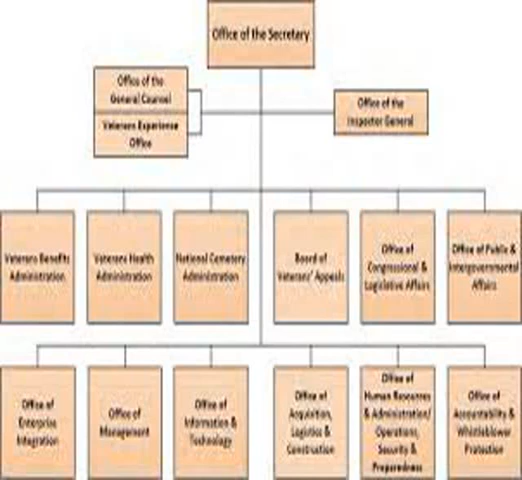 Office of the Secretary
Office of the
General Counsel
Veterans Experience
Office
Office of the
Inspector General
Veterans Benefits
Administration
Veterans Health
Administration
National Cemetery
Administration
Board of
Veterans' Appeals
Office of
Congressional &
Legislative Affairs
Office of Public &
Intergovernmental
Affairs
Office of
Enterprise
Integration
Office of
Management
Office of
Information &
Technology
Office of
Acquisition,
Logistics &
Construction
Office of
Human Resources
& Administration/
Operations,
Security &
Preparedness
Office of
Accountability &
Whistleblower
Protection